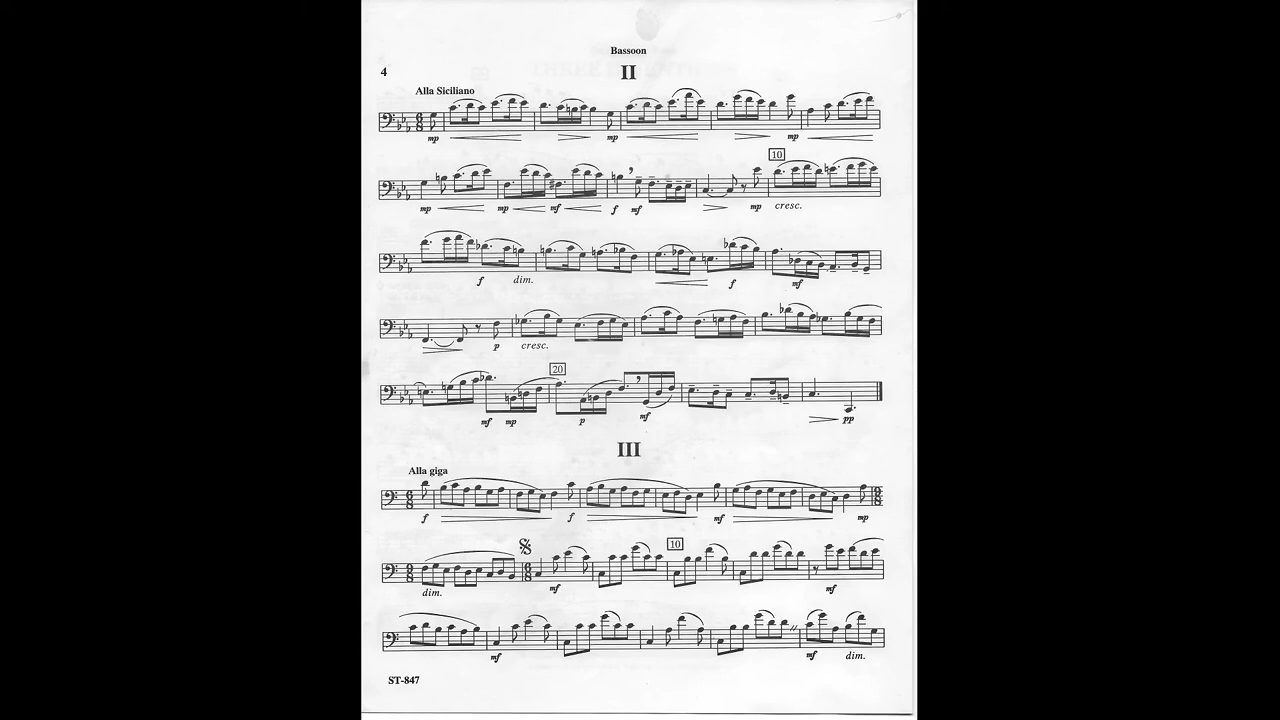 Bassoon
4
II
Alla Siciliano
mp mp mp
mp mp mf f mf mp cresc.
10
f dim. f mf
p cresc.
20
mf mp p mf pp
III
Alla giga
f f mf mp
10
dim. mf mf
mf mf dim.
ST-847